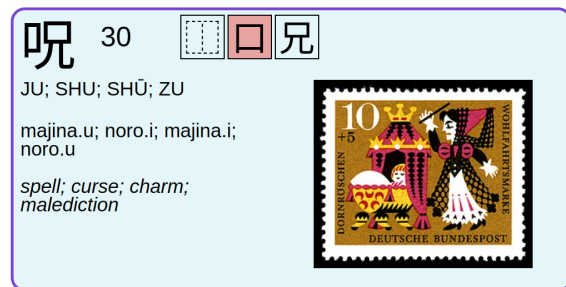 呪 30 口 兄
JU; SHU; SHŪ; ZU
majina.u; noro.i; majina.i;
noro.u
spell; curse; charm;
malediction
10
+5
DORNRÖSCHEN
WOHLFAHRTSMARKE
DEUTSCHE BUNDESPOST